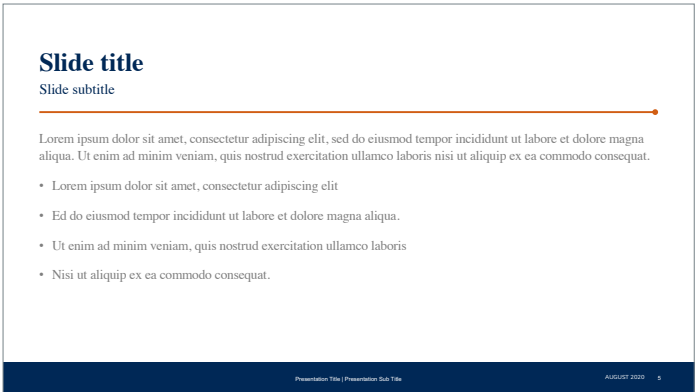 Slide title
Slide subtitle
Lorem ipsum dolor sit amet, consectetur adipiscing elit, sed do eiusmod tempor incididunt ut labore et dolore magna
aliqua. Ut enim ad minim veniam, quis nostrud exercitation ullamco laboris nisi ut aliquip ex ea commodo consequat.
• Lorem ipsum dolor sit amet, consectetur adipiscing elit
• Ed do eiusmod tempor incididunt ut labore et dolore magna aliqua.
• Ut enim ad minim veniam, quis nostrud exercitation ullamco laboris
• Nisi ut aliquip ex ea commodo consequat.
Presentation Title | Presentation Sub Title
AUGUST 2020 5